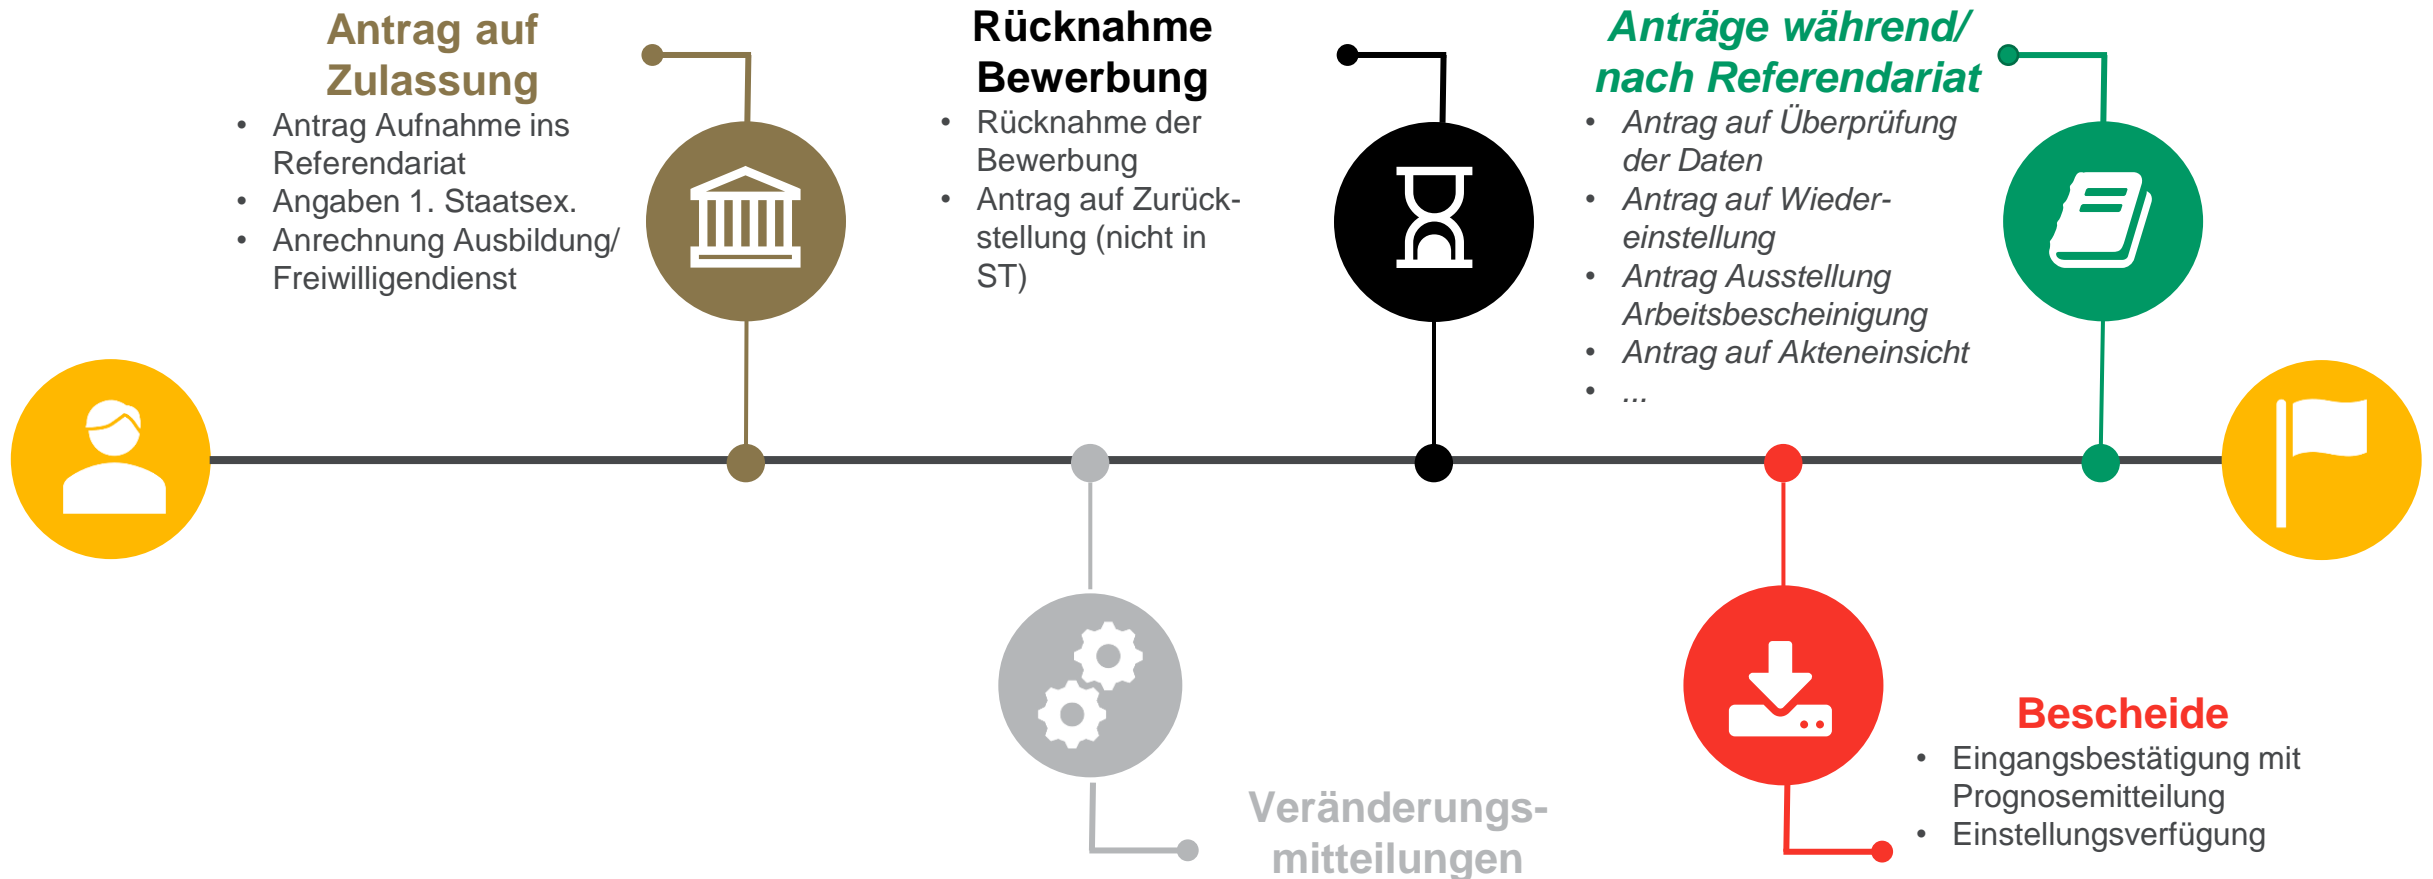 Antrag auf
Zulassung
• Antrag Aufnahme ins
Referendariat
• Angaben 1. Staatsex.
• Anrechnung Ausbildung/
Freiwilligendienst
Rücknahme
Bewerbung
• Rücknahme der
Bewerbung
• Antrag auf Zurück-
stellung (nicht in
ST)
Anträge während/
nach Referendariat
• Antrag auf Überprüfung
der Daten
• Antrag auf Wieder-
einstellung
• Antrag Ausstellung
Arbeitsbescheinigung
• Antrag auf Akteneinsicht
• ...
Veränderungs-
mitteilungen
Bescheide
• Eingangsbestätigung mit
Prognosemitteilung
• Einstellungsverfügung